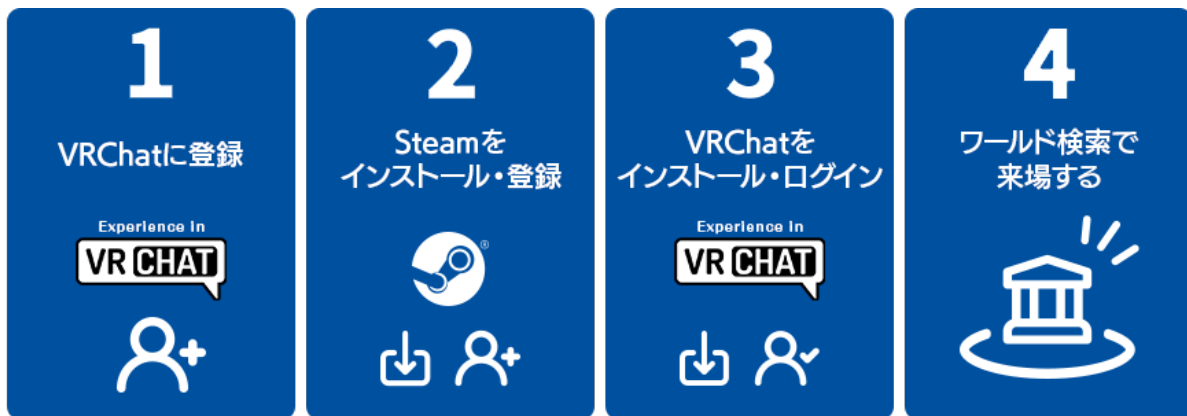 1
VRChatに登録
Experience in
VR CHAT
2
Steamを
インストール・登録
®
3
VRChatを
インストール・ログイン
Experience in
VR CHAT
4
ワールド検索で
来場する